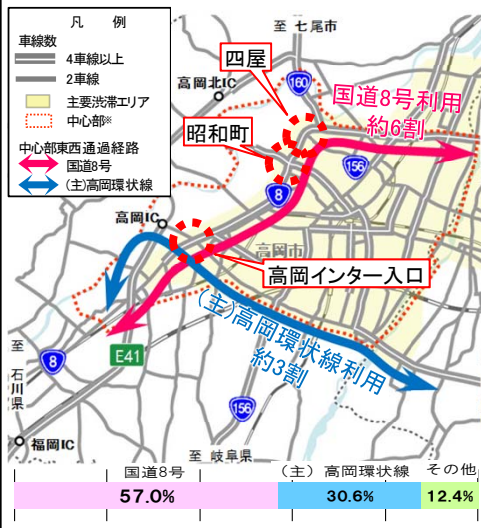 凡　例
車線数
4車線以上
2車線
主要渋滞エリア
中心部※
中心部東西通過経路
国道8号
(主)高岡環状線
至 七尾市
四屋
160
高岡北IC
国道8号利用
約6割
昭和町
156
8
高岡IC
高岡市
高岡インター入口
(主)高岡環状線利用
約3割
至
石川県
8
E41
156
福岡IC
至 岐阜県
国道8号
(主) 高岡環状線
その他
57.0%
30.6%
12.4%